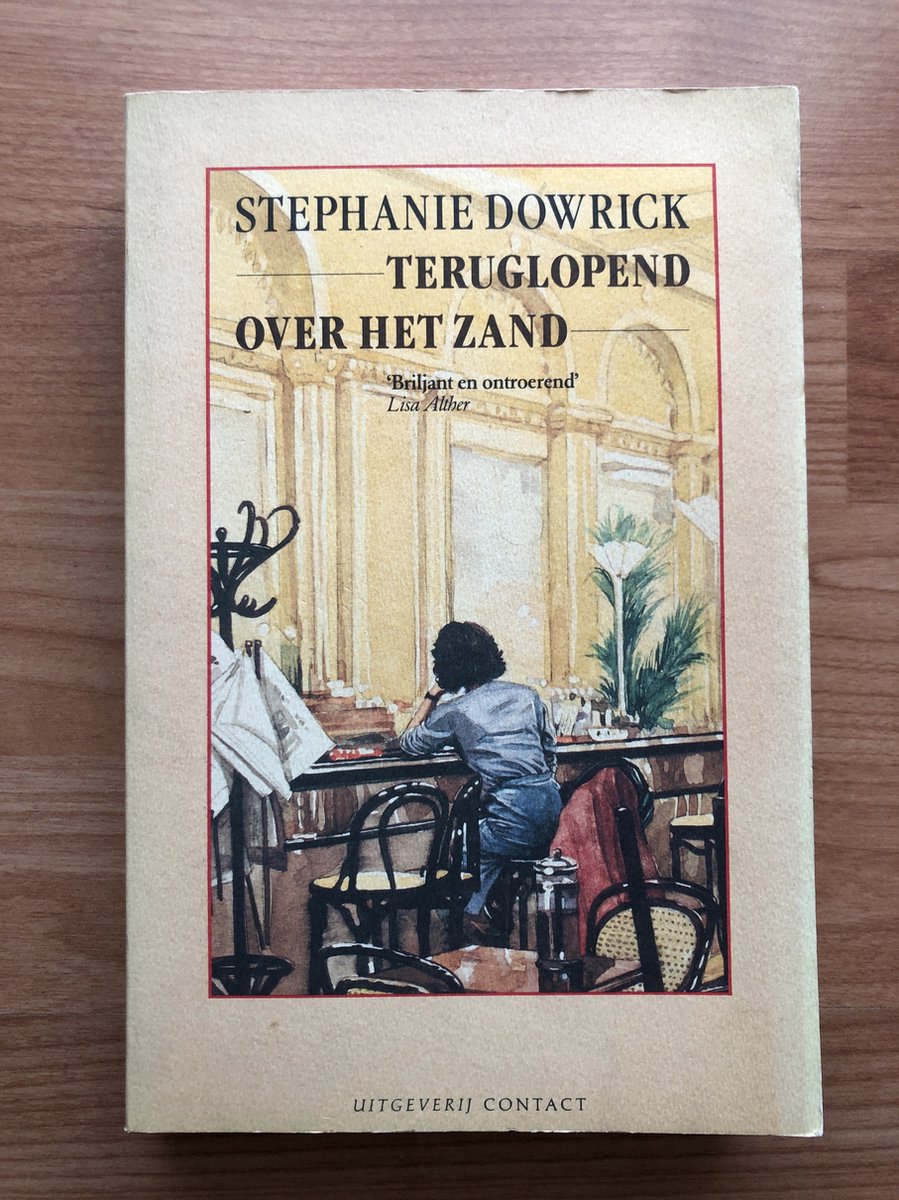 STEPHANIE DOWRICK
TERUGLOPEND
OVER HET ZAND
‘Briljant en ontroerend’
Lisa Alther
UITGEVERIJ CONTACT